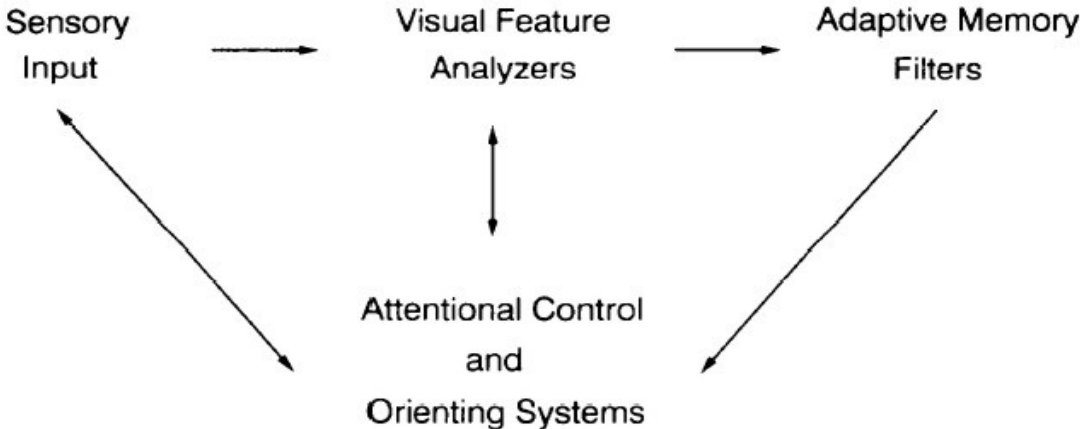 Sensory
Input
Visual Feature
Analyzers
Adaptive Memory
Filters
Attentional Control
and
Orienting Systems